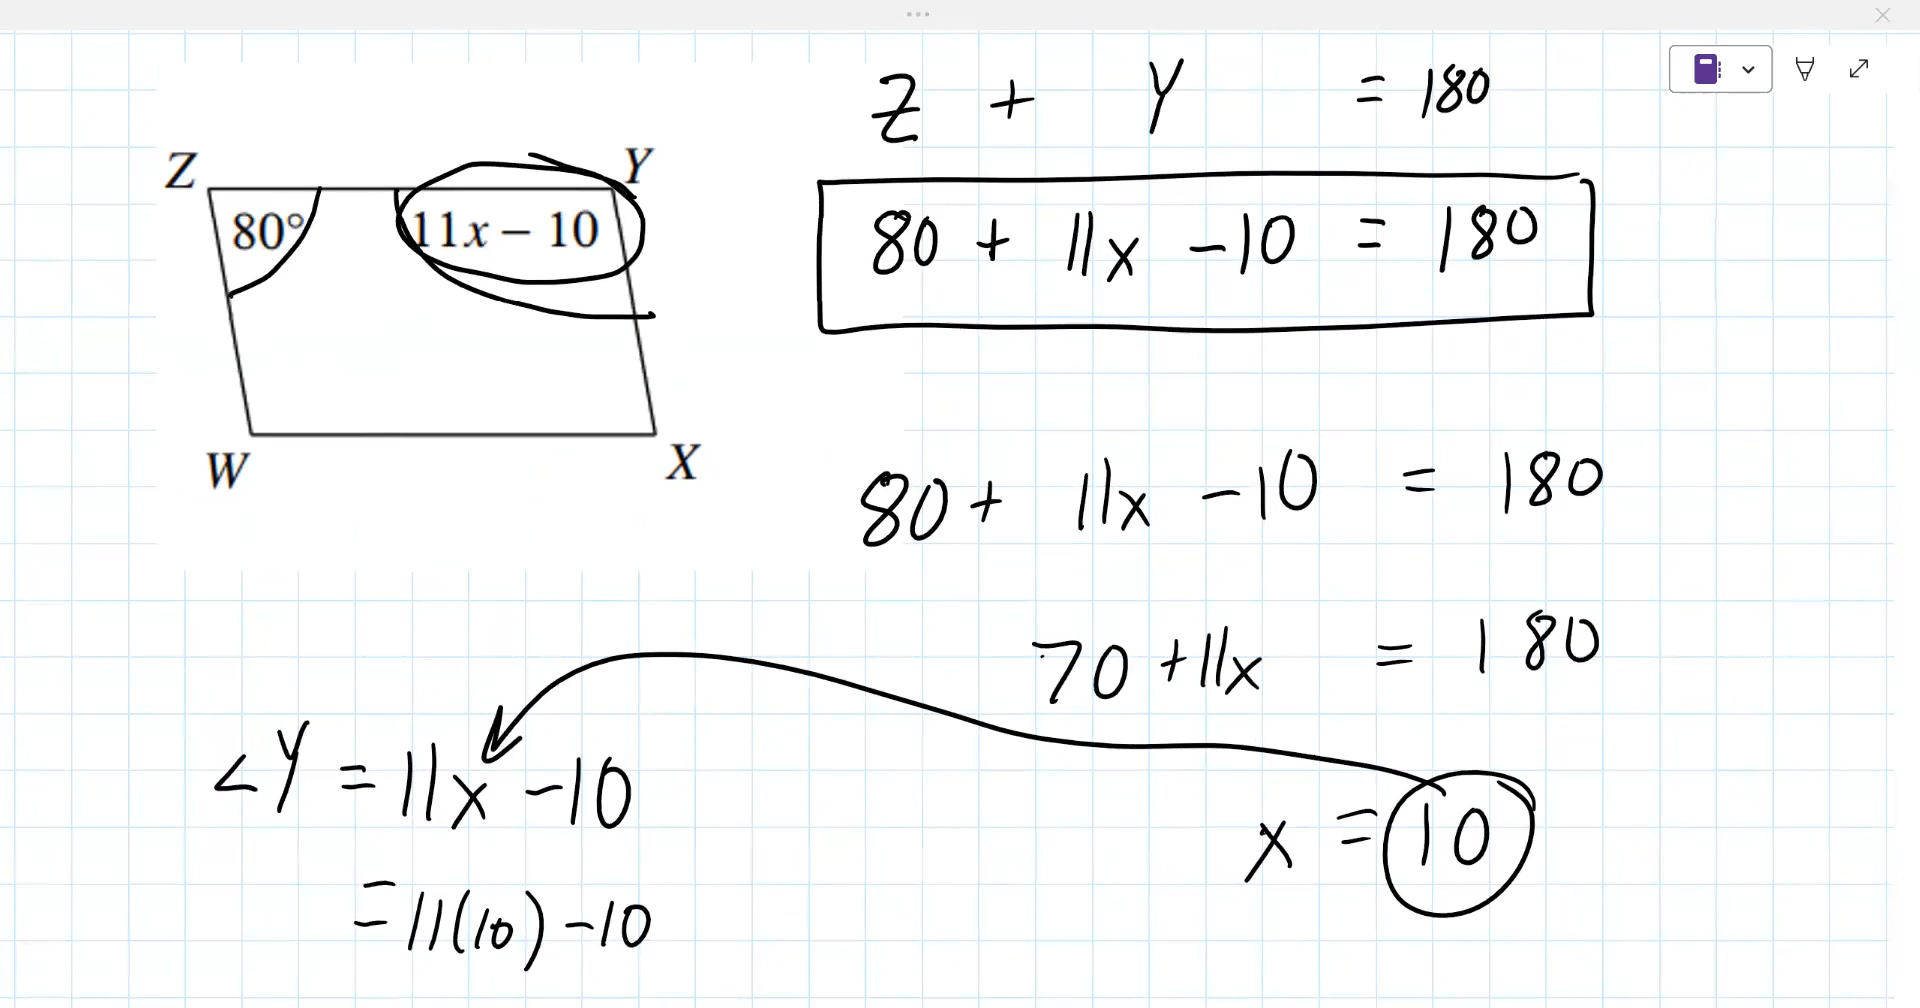 Z + Y = 180
Z Y
80° 11x – 10
80 + 11x - 10 = 180
W X
80 + 11x - 10 = 180
70 + 11x = 180
∠Y = 11x - 10
x = 10
= 11(10) - 10